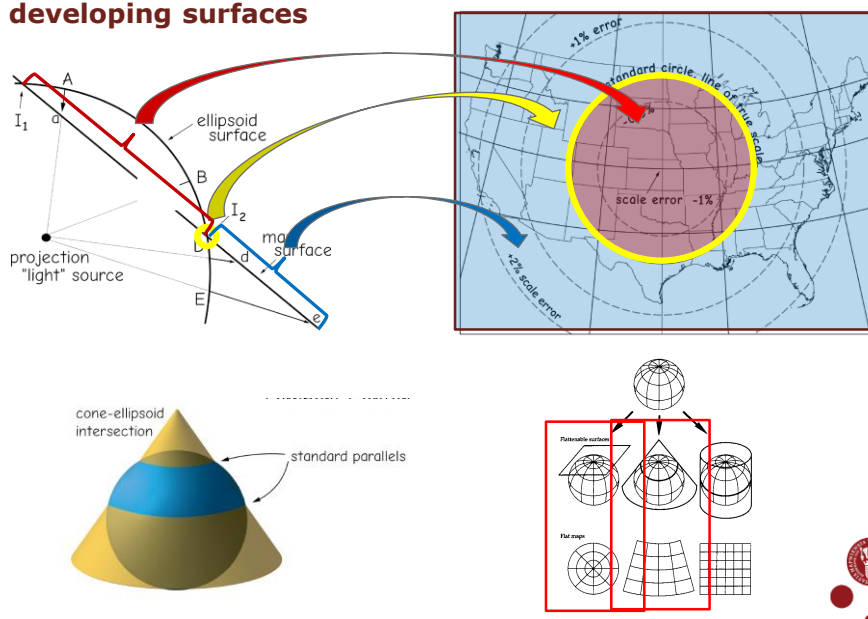 developing surfaces
A
I₁
a
ellipsoid
surface
B
I₂
D
map
surface
d
projection
"light" source
E
e
+1% error
standard circle, line of true scale
scale error -1%
+2% scale error
cone-ellipsoid
intersection
standard parallels
Flattenable surfaces
Flat maps